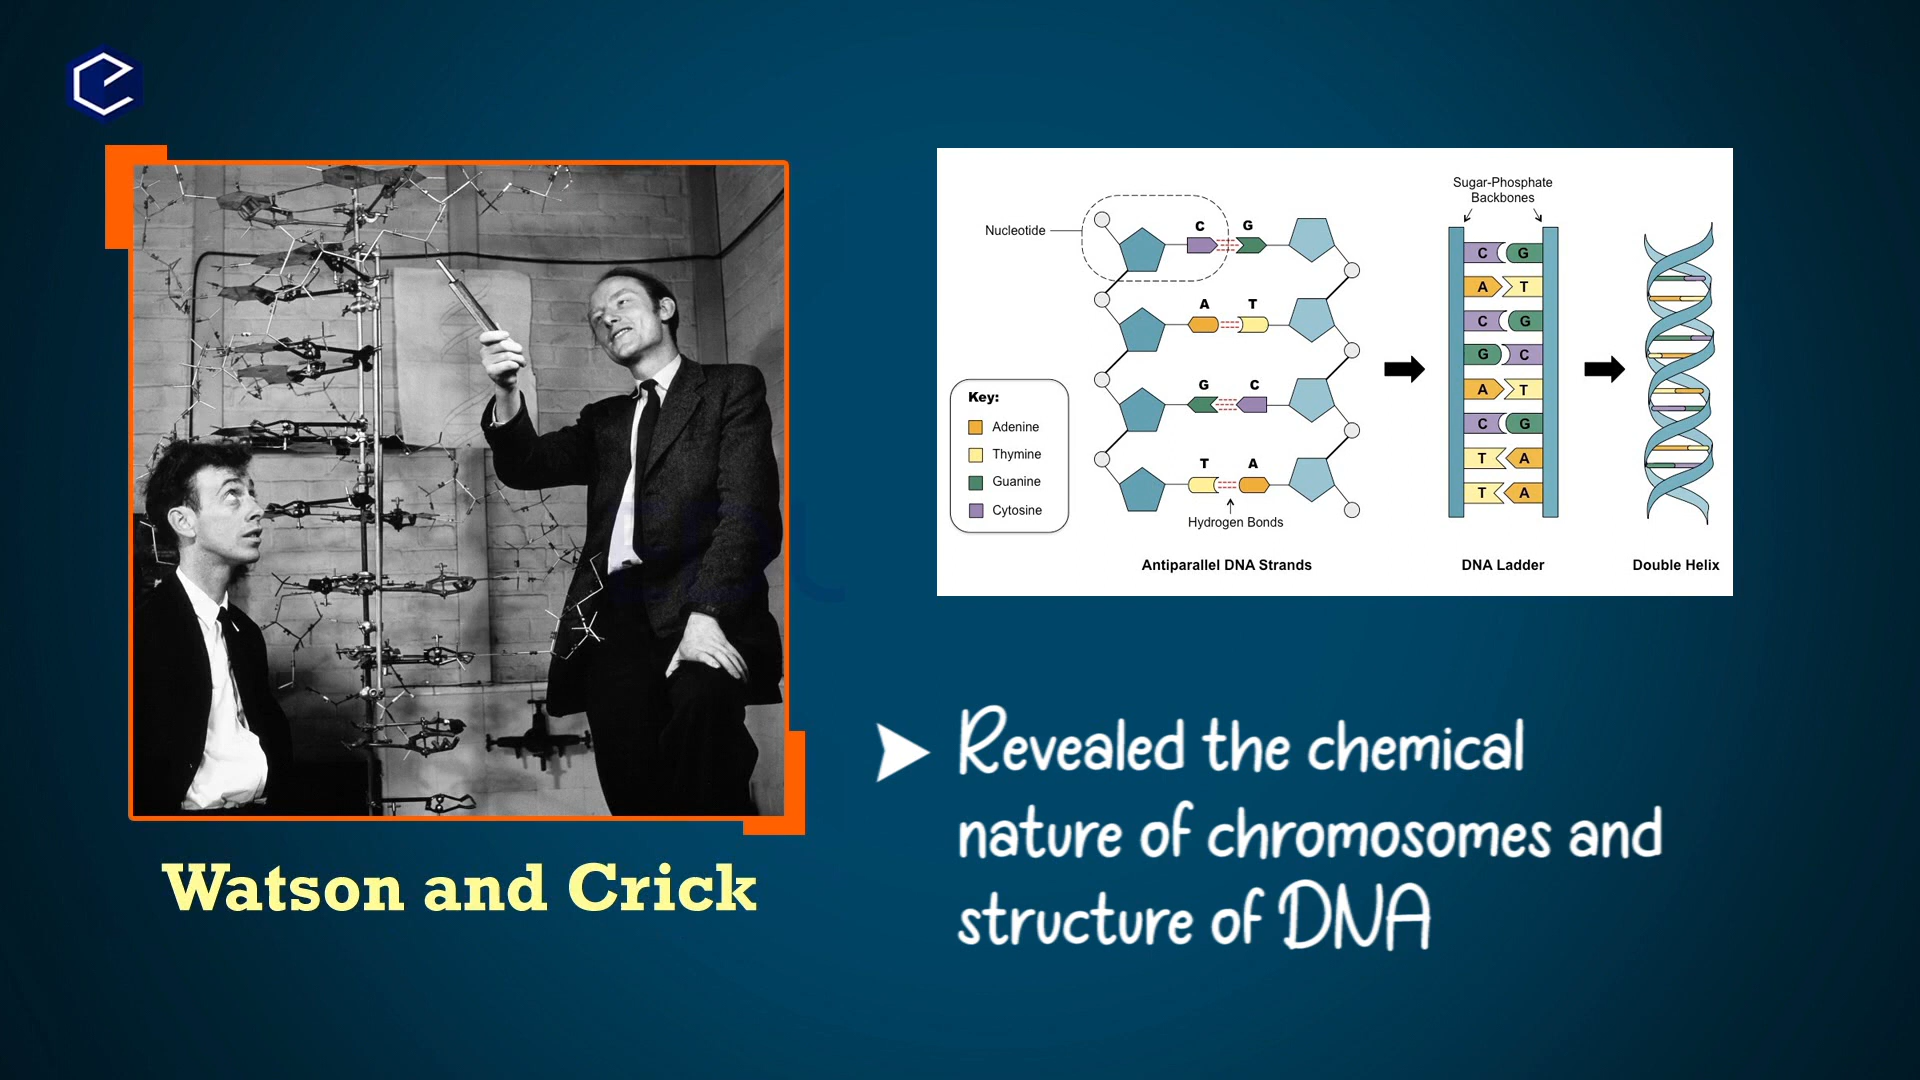 Watson and Crick
Nucleotide
C G
A T
G C
T A
Hydrogen Bonds
Key:
Adenine
Thymine
Guanine
Cytosine
Antiparallel DNA Strands
Sugar-Phosphate
Backbones
C G
A T
C G
G C
A T
C G
T A
T A
DNA Ladder
Double Helix
Revealed the chemical
nature of chromosomes and
structure of DNA